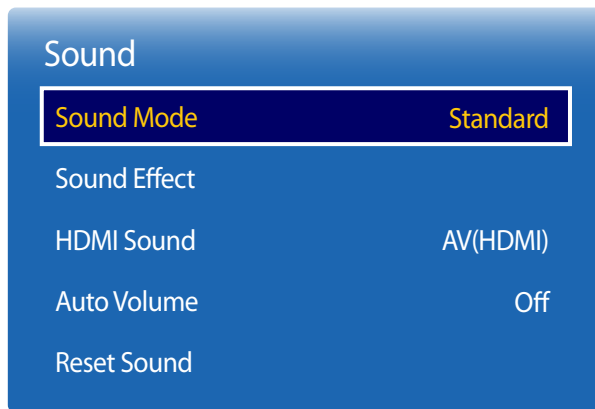 Sound
Sound Mode Standard
Sound Effect
HDMI Sound AV(HDMI)
Auto Volume Off
Reset Sound